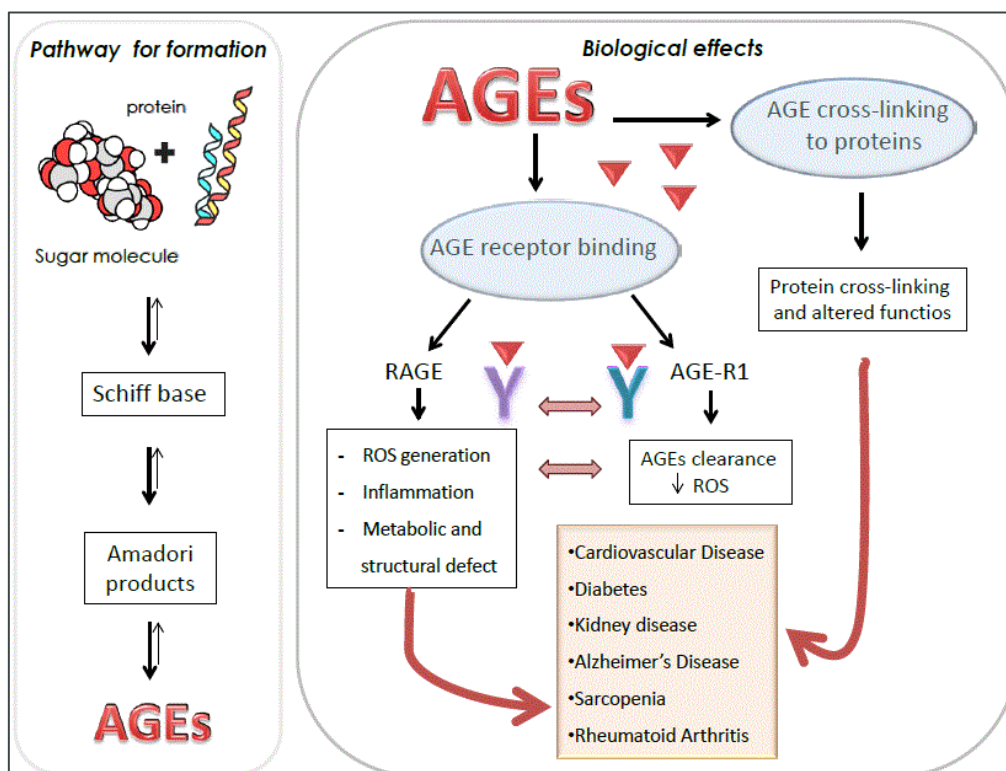 Pathway for formation
protein
Sugar molecule
Schiff base
Amadori
products
AGEs
Biological effects
AGEs
AGE cross-linking
to proteins
AGE receptor binding
Protein cross-linking
and altered functios
RAGE
AGE-R1
- ROS generation
- Inflammation
- Metabolic and
structural defect
AGEs clearance
↓ ROS
•Cardiovascular Disease
•Diabetes
•Kidney disease
•Alzheimer's Disease
•Sarcopenia
•Rheumatoid Arthritis